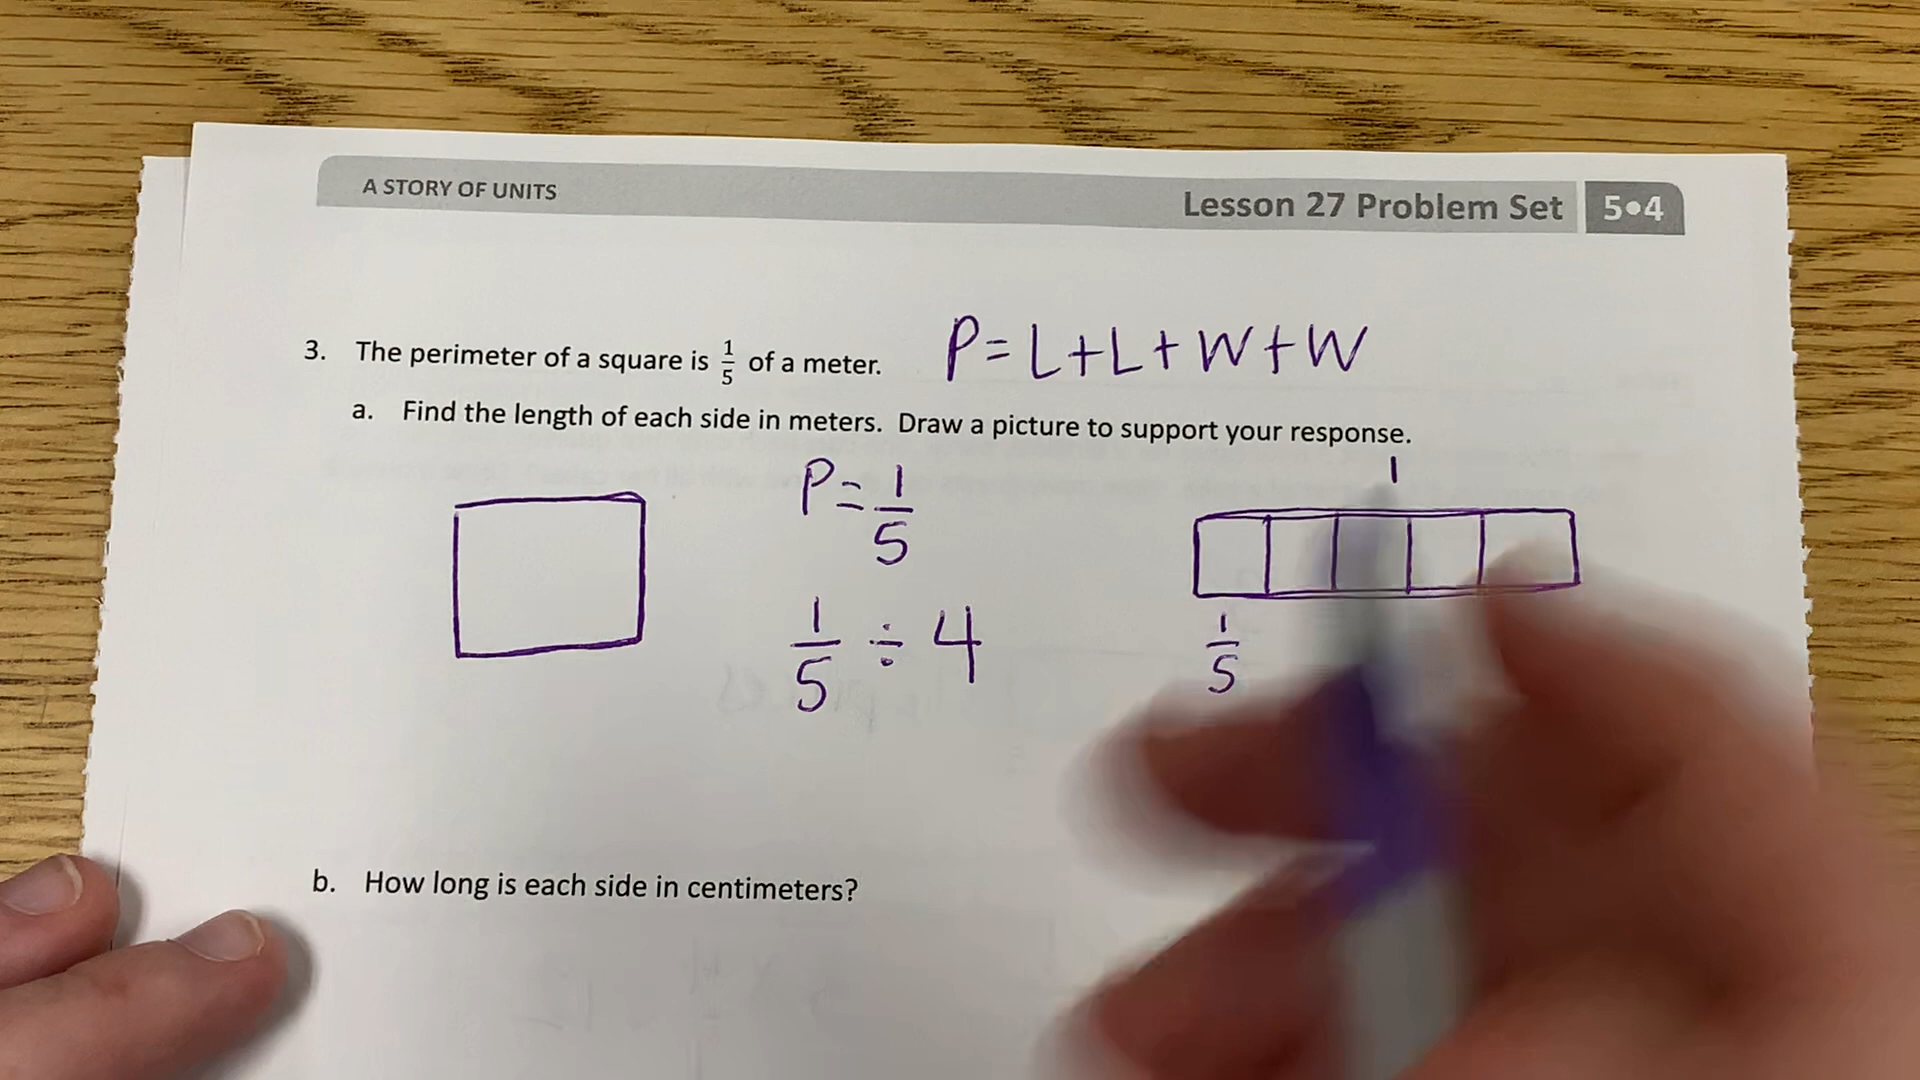 A STORY OF UNITS
Lesson 27 Problem Set 5•4
3. The perimeter of a square is 1/5 of a meter. P=L+L+W+W
a. Find the length of each side in meters. Draw a picture to support your response.
P=1/5
1
1/5 ÷ 4
1/5
b. How long is each side in centimeters?